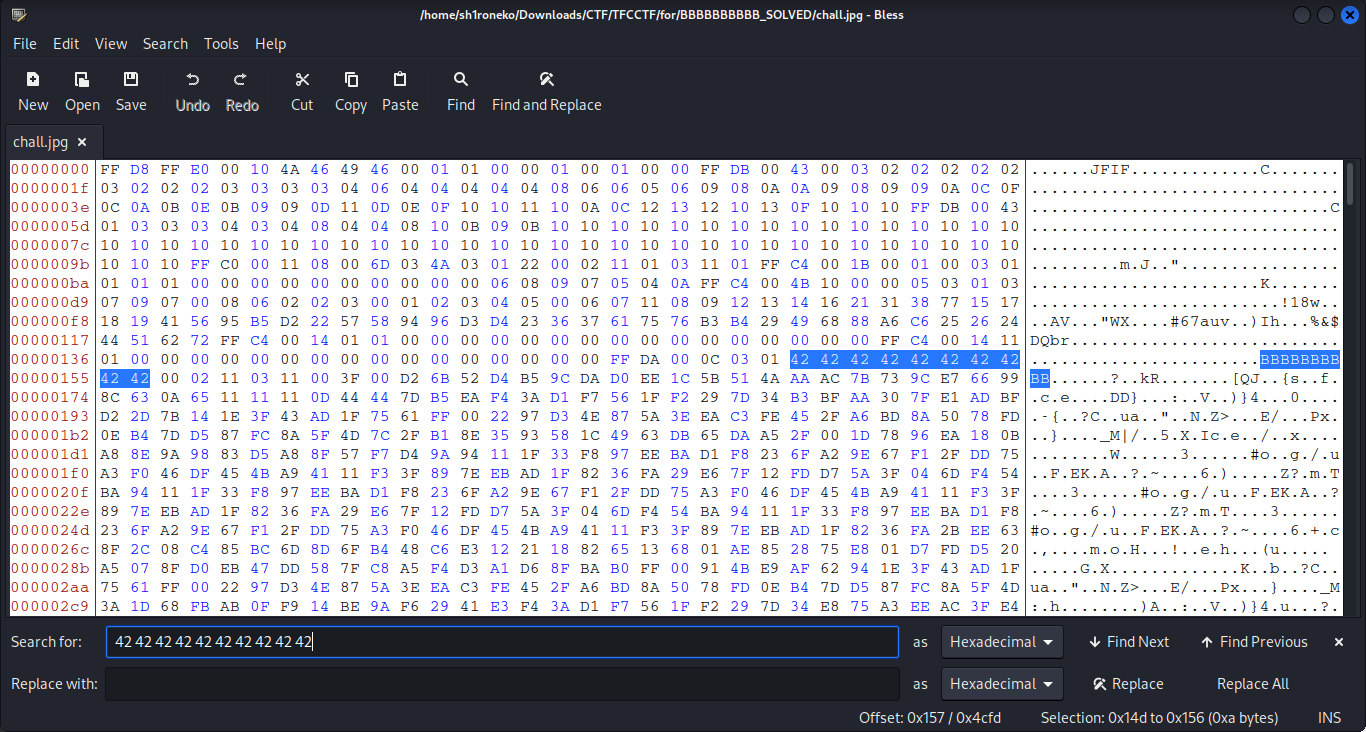 /home/sh1roneko/Downloads/CTF/TFCCTF/for/BBBBBBBBBB_SOLVED/chall.jpg - Bless
File Edit View Search Tools Help
New Open Save Undo Redo Cut Copy Paste Find Find and Replace
chall.jpg ×
00000000 FF D8 FF E0 00 10 4A 46 49 46 00 01 01 00 00 01 00 01 00 00 FF DB 00 43 00 03 02 02 02 02 02 ......JFIF.............C.......
0000001f 03 02 02 02 03 03 03 03 04 06 04 04 04 04 04 08 06 06 05 06 09 08 0A 0A 09 08 09 09 0A 0C 0F ...............................
0000003e 0C 0A 0B 0E 0B 09 09 0D 11 0D 0E 0F 10 10 11 10 0A 0C 12 13 12 10 13 0F 10 10 10 FF DB 00 43 ..............................C
0000005d 01 03 03 03 04 03 04 08 04 04 08 10 0B 09 0B 10 10 10 10 10 10 10 10 10 10 10 10 10 10 10 10 ...............................
0000007c 10 10 10 10 10 10 10 10 10 10 10 10 10 10 10 10 10 10 10 10 10 10 10 10 10 10 10 10 10 10 10 ...............................
0000009b 10 10 10 FF C0 00 11 08 00 6D 03 4A 03 01 22 00 02 11 01 03 11 01 FF C4 00 1B 00 01 00 03 01 .........m.J..".................
000000ba 01 01 01 00 00 00 00 00 00 00 00 00 00 06 08 09 07 05 04 0A FF C4 00 4B 10 00 00 05 03 01 03 .......................K.......
000000d9 07 09 07 00 08 06 02 02 03 00 01 02 03 04 05 00 06 07 11 08 09 12 13 14 16 21 31 38 77 15 17 .........................!18w..
000000f8 18 19 41 56 95 B5 D2 22 57 58 94 96 D3 D4 23 36 37 61 75 76 B3 B4 29 49 68 88 A6 C6 25 26 24 ..AV..."WX....#67auv..)Ih...%&$
00000117 44 51 62 72 FF C4 00 14 01 01 00 00 00 00 00 00 00 00 00 00 00 00 00 00 00 00 FF C4 00 14 11 DQbr...........................
00000136 01 00 00 00 00 00 00 00 00 00 00 00 00 00 00 00 00 FF DA 00 0C 03 01 42 42 42 42 42 42 42 42 .......................BBBBBBBB
00000155 42 42 00 02 11 03 11 00 3F 00 D2 6B 52 D4 B5 9C DA D0 EE 1C 5B 51 4A AA AC 7B 73 9C E7 66 99 BB......?..kR.......[QJ..{s..f.
00000174 8C 63 0A 65 11 11 10 0D 44 44 7D B5 EA F4 3A D1 F7 56 1F F2 29 7D 34 B3 BF AA 30 7F E1 AD BF .c.e....DD}...:..V..)}4...0....
00000193 D2 22 2D 7B 14 1E 3F 43 AD 1F 75 61 FF 00 22 97 D3 4E 87 5A 3E EA C3 FE 45 2F A6 BD 8A 50 78 FD ."-{..?C..ua.."..N.Z>...E/...Px.
000001b2 0E B4 7D D5 87 FC 8A 5F 4D 7C 2F B1 8E 35 93 58 1C 49 63 DB 65 DA A5 2F 00 1D 78 96 EA 18 0B ..}...._M|/..5.X.Ic.e../..x....
000001d1 A8 8E 9A 98 83 D5 A8 8F 57 F7 D4 9A 94 11 1F 33 F8 97 EE BA D1 F8 23 6F A2 9E 67 F1 2F DD 75 ........W......3......#o..g./.u
000001f0 A3 F0 46 DF 45 4B A9 41 11 F3 3F 89 7E EB AD 1F 82 36 FA 29 E6 7F 12 FD D7 5A 3F 04 6D F4 54 ..F.EK.A..?.~....6.).....Z?.m.T
0000020f BA 94 11 1F 33 F8 97 EE BA D1 F8 23 6F A2 9E 67 F1 2F DD 75 A3 F0 46 DF 45 4B A9 41 11 F3 3F ....3......#o..g./.u..F.EK.A..?
0000022e 89 7E EB AD 1F 82 36 FA 29 E6 7F 12 FD D7 5A 3F 04 6D F4 54 BA 94 11 1F 33 F8 97 EE BA D1 F8 .~....6.).....Z?.m.T....3......
0000024d 23 6F A2 9E 67 F1 2F DD 75 A3 F0 46 DF 45 4B A9 41 11 F3 3F 89 7E EB AD 1F 82 36 FA 2B EE 63 #o..g./.u..F.EK.A..?.~....6.+.c
0000026c 8F 2C 08 C4 85 BC 6D 8D 6F B4 48 C6 E3 12 21 18 82 65 13 68 01 AE 85 28 75 E8 01 D7 FD D5 20 .,....m.o.H...!..e.h...(u.....
0000028b A5 07 8F D0 EB 47 DD 58 7F C8 A5 F4 D3 A1 D6 8F BA B0 FF 00 91 4B E9 AF 62 94 1E 3F 43 AD 1F .....G.X.............K..b..?C..
000002aa 75 61 FF 00 22 97 D3 4E 87 5A 3E EA C3 FE 45 2F A6 BD 8A 50 78 FD 0E B4 7D D5 87 FC 8A 5F 4D ua.."..N.Z>...E/...Px...}...._M
000002c9 3A 1D 68 FB AB 0F F9 14 BE 9A F6 29 41 E3 F4 3A D1 F7 56 1F F2 29 7D 34 E8 75 A3 EE AC 3F E4 :.h........)A..:..V..)}4.u...?.
Search for: 42 42 42 42 42 42 42 42 42 42 as Hexadecimal Find Next Find Previous ×
Replace with: as Hexadecimal Replace Replace All
Offset: 0x157 / 0x4cfd Selection: 0x14d to 0x156 (0xa bytes) INS